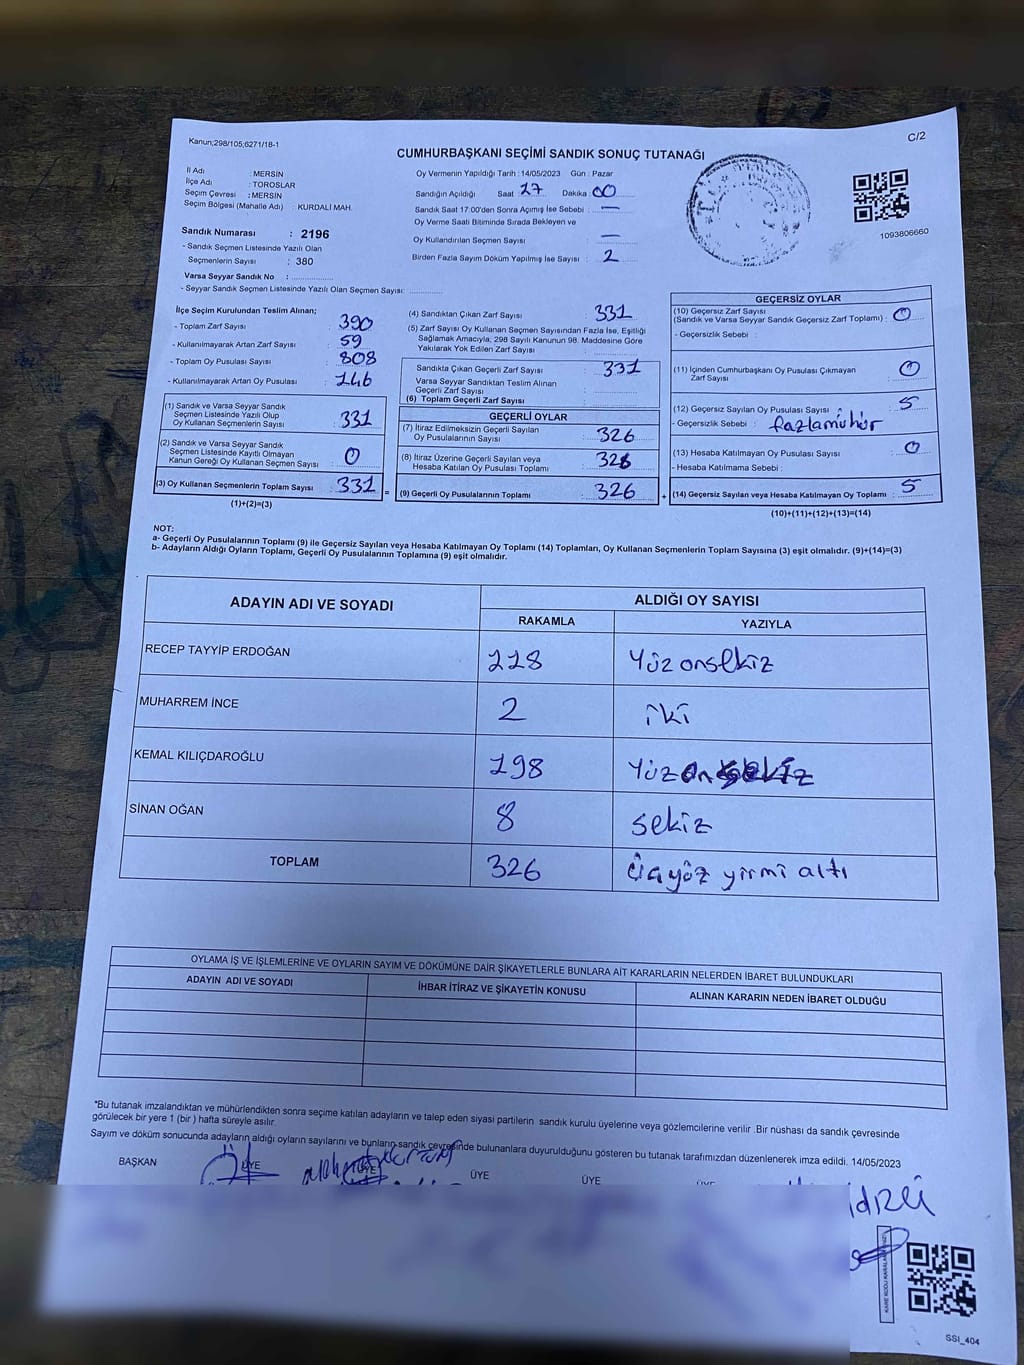 Kanun;298/105;6271/18-1
C/2
CUMHURBAŞKANI SEÇİMİ SANDIK SONUÇ TUTANAĞI
İl Adı : MERSİN
İlçe Adı : TOROSLAR
Seçim Çevresi : MERSİN
Seçim Bölgesi (Mahalle Adı) : KURDALİ MAH.
Sandık Numarası : 2196
- Sandık Seçmen Listesinde Yazılı Olan
Seçmenlerin Sayısı : 380
Varsa Seyyar Sandık No :
- Seyyar Sandık Seçmen Listesinde Yazılı Olan Seçmen Sayısı:
Oy Vermenin Yapıldığı Tarih : 14/05/2023 Gün : Pazar
Sandığın Açıldığı Saat 17 Dakika 00
Sandık Saat 17:00'den Sonra Açımış İse Sebebi : —
Oy Verme Saati Bitiminde Sırada Bekleyen ve
Oy Kullandırılan Seçmen Sayısı : —
Birden Fazla Sayım Döküm Yapılmış İse Sayısı : 2
1093806660
İlçe Seçim Kurulundan Teslim Alınan;
- Toplam Zarf Sayısı : 390
- Kullanılmayarak Artan Zarf Sayısı : 59
- Toplam Oy Pusulası Sayısı : 808
- Kullanılmayarak Artan Oy Pusulası : 146
(1) Sandık ve Varsa Seyyar Sandık
Seçmen Listesinde Yazılı Olup
Oy Kullanan Seçmenlerin Sayısı : 331
(2) Sandık ve Varsa Seyyar Sandık
Seçmen Listesinde Kayıtlı Olmayan
Kanun Gereği Oy Kullanan Seçmen Sayısı : 0
(3) Oy Kullanan Seçmenlerin Toplam Sayısı : 331 =
(1)+(2)=(3)
(4) Sandıktan Çıkan Zarf Sayısı : 331
(5) Zarf Sayısı Oy Kullanan Seçmen Sayısından Fazla İse, Eşitliği
Sağlamak Amacıyla; 298 Sayılı Kanunun 98. Maddesine Göre
Yakılarak Yok Edilen Zarf Sayısı :
Sandıkta Çıkan Geçerli Zarf Sayısı : 331
Varsa Seyyar Sandıktan Teslim Alınan
Geçerli Zarf Sayısı :
(6) Toplam Geçerli Zarf Sayısı :
GEÇERLİ OYLAR
(7) İtiraz Edilmeksizin Geçerli Sayılan
Oy Pusulalarının Sayısı : 326
(8) İtiraz Üzerine Geçerli Sayılan veya
Hesaba Katılan Oy Pusulası Toplamı : 326
(9) Geçerli Oy Pusulalarının Toplamı : 326 +
GEÇERSİZ OYLAR
(10) Geçersiz Zarf Sayısı
(Sandık ve Varsa Seyyar Sandık Geçersiz Zarf Toplamı) : 0
- Geçersizlik Sebebi :
(11) İçinden Cumhurbaşkanı Oy Pusulası Çıkmayan
Zarf Sayısı : 0
(12) Geçersiz Sayılan Oy Pusulası Sayısı : 5
- Geçersizlik Sebebi : fazlamühür
(13) Hesaba Katılmayan Oy Pusulası Sayısı : 0
- Hesaba Katılmama Sebebi :
(14) Geçersiz Sayılan veya Hesaba Katılmayan Oy Toplamı : 5
(10)+(11)+(12)+(13)=(14)
NOT:
a- Geçerli Oy Pusulalarının Toplamı (9) ile Geçersiz Sayılan veya Hesaba Katılmayan Oy Toplamı (14) Toplamları, Oy Kullanan Seçmenlerin Toplam Sayısına (3) eşit olmalıdır. (9)+(14)=(3)
b- Adayların Aldığı Oyların Toplamı, Geçerli Oy Pusulalarının Toplamına (9) eşit olmalıdır.
ADAYIN ADI VE SOYADI
ALDIĞI OY SAYISI
RAKAMLA YAZIYLA
RECEP TAYYİP ERDOĞAN 118 Yüz onsekiz
MUHARREM İNCE 2 iki
KEMAL KILIÇDAROĞLU 198 Yüz
SİNAN OĞAN 8 sekiz
TOPLAM 326 üçyüz yirmi altı
OYLAMA İŞ VE İŞLEMLERİNE VE OYLARIN SAYIM VE DÖKÜMÜNE DAİR ŞİKAYETLERLE BUNLARA AİT KARARLARIN NELERDEN İBARET BULUNDUKLARI
ADAYIN ADI VE SOYADI İHBAR İTİRAZ VE ŞİKAYETİN KONUSU ALINAN KARARIN NEDEN İBARET OLDUĞU
"Bu tutanak imzalandıktan ve mühürlendikten sonra seçime katılan adayların ve talep eden siyasi partilerin sandık kurulu üyelerine veya gözlemcilerine verilir .Bir nüshası da sandık çevresinde
görülecek bir yere 1 (bir ) hafta süreyle asılır.
Sayım ve döküm sonucunda adayların aldığı oyların sayılarını ve bunların sandık çevresinde bulunanlara duyurulduğunu gösteren bu tutanak tarafımızdan düzenlenerek imza edildi. 14/05/2023
BAŞKAN ÜYE ÜYE ÜYE ÜYE
SSI_404